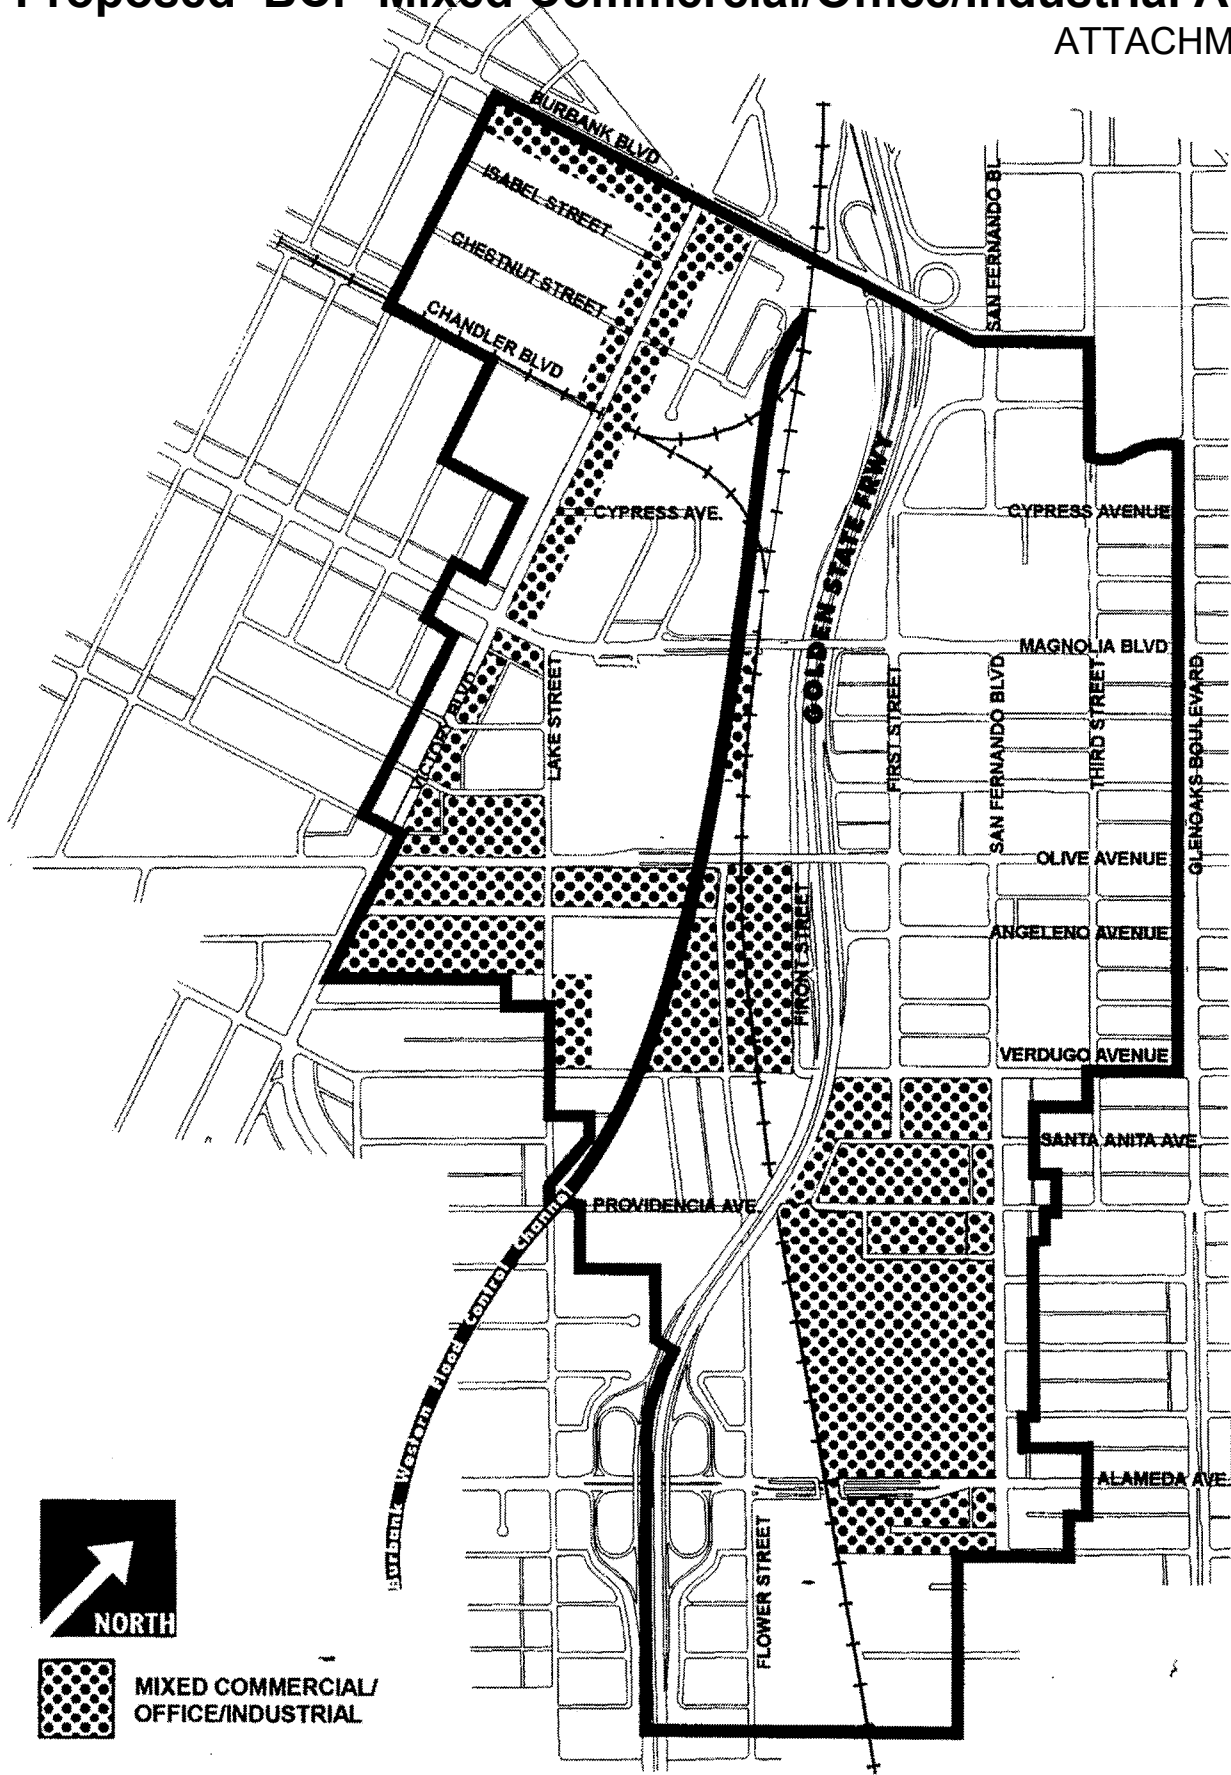 Proposed BCP Mixed Commercial/Office/Industrial A
ATTACHM
BURBANK BLVD
ISABEL STREET
CHESTNUT STREET
CHANDLER BLVD
SAN FERNANDO BL
CYPRESS AVE.
CYPRESS AVENUE
GOLDEN STATE FRWY
MAGNOLIA BLVD
LAKE STREET
FIRST STREET
SAN FERNANDO BLVD
THIRD STREET
GLENOAKS BOULEVARD
OLIVE AVENUE
FIRONT STREET
ANGELENO AVENUE
VERDUGO AVENUE
SANTA ANITA AVE.
PROVIDENCIA AVE.
Burbank Western Flood Control Channel
ALAMEDA AVE.
FLOWER STREET
NORTH
MIXED COMMERCIAL/
OFFICE/INDUSTRIAL